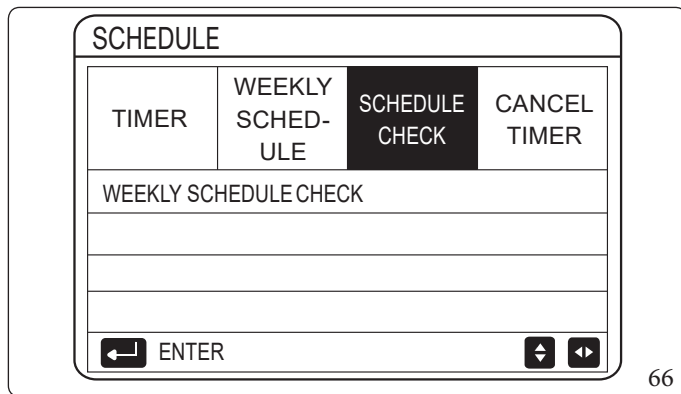 SCHEDULE
TIMER
WEEKLY
SCHED-
ULE
SCHEDULE
CHECK
CANCEL
TIMER
WEEKLY SCHEDULE CHECK
ENTER
66